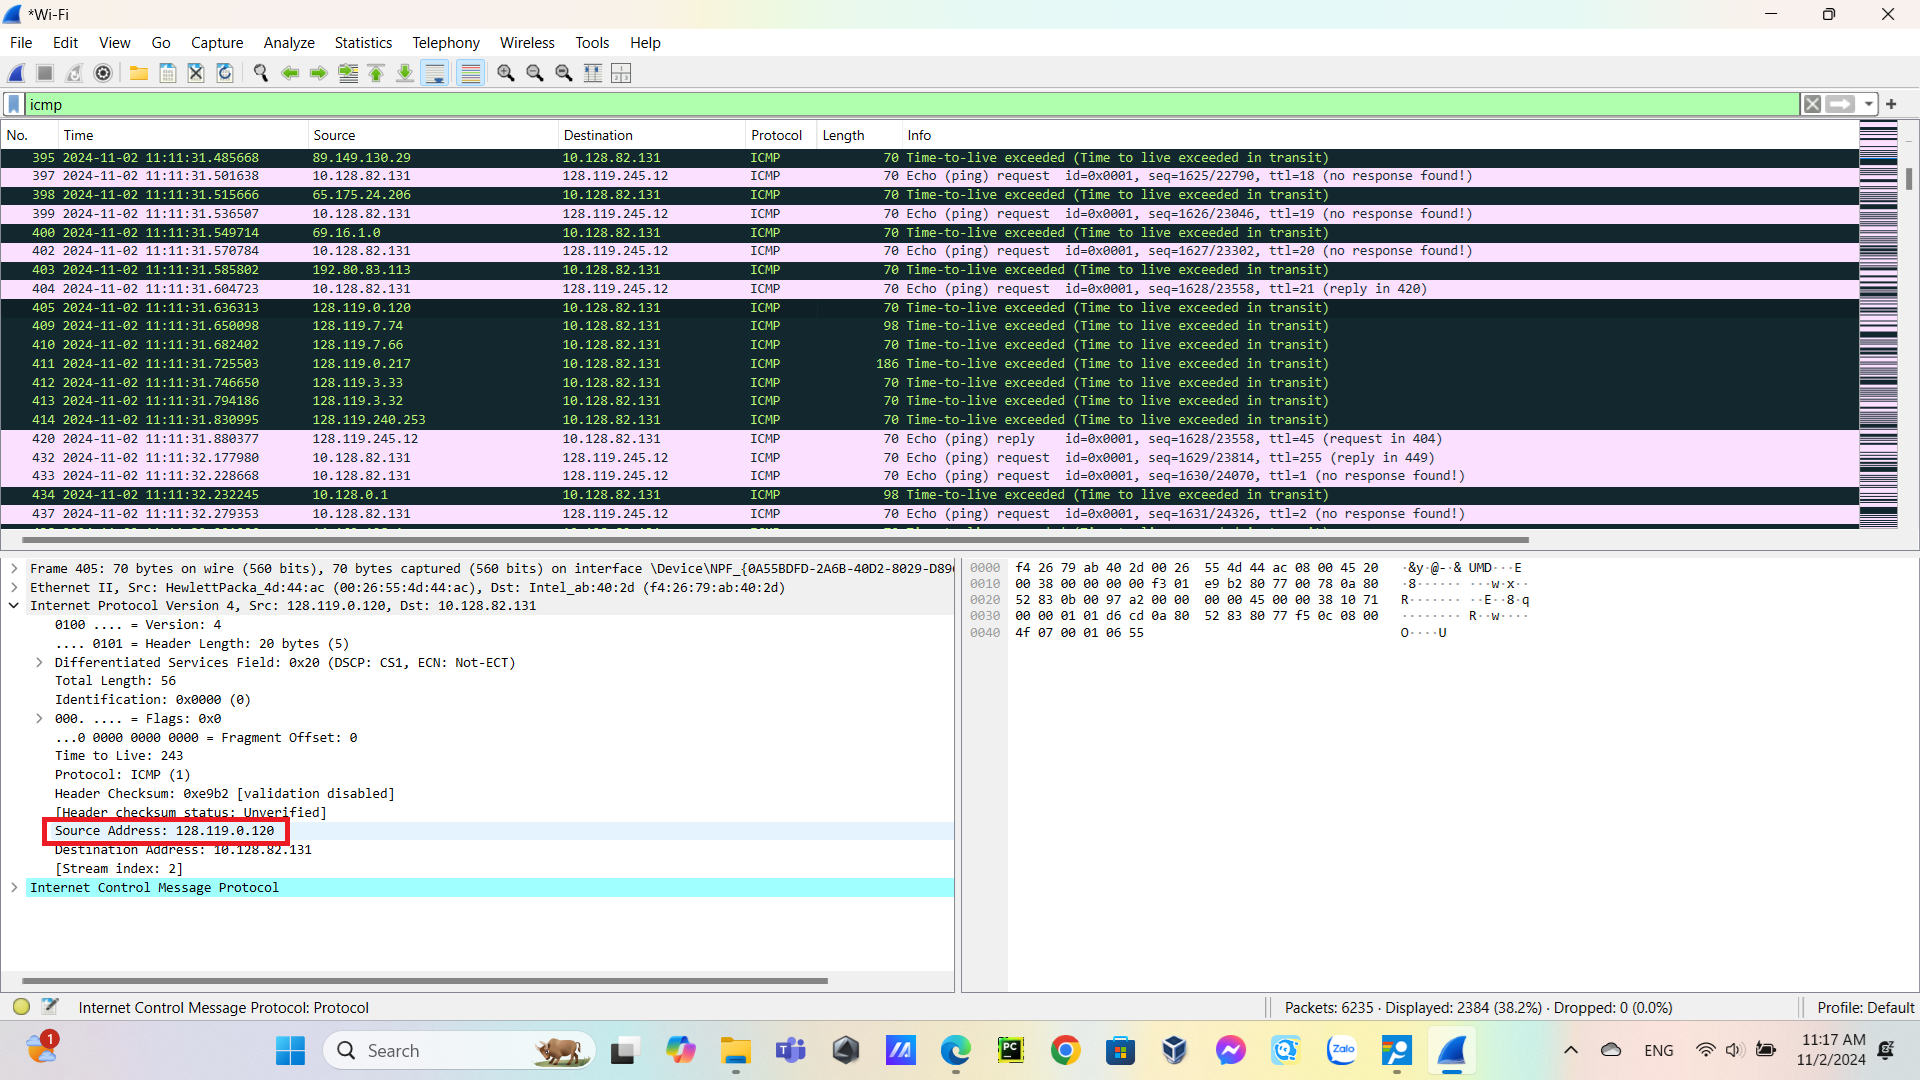 *Wi-Fi
File Edit View Go Capture Analyze Statistics Telephony Wireless Tools Help
icmp
No. Time Source Destination Protocol Length Info
395 2024-11-02 11:11:31.485668 89.149.130.29 10.128.82.131 ICMP 70 Time-to-live exceeded (Time to live exceeded in transit)
397 2024-11-02 11:11:31.501638 10.128.82.131 128.119.245.12 ICMP 70 Echo (ping) request id=0x0001, seq=1625/22790, ttl=18 (no response found!)
398 2024-11-02 11:11:31.515666 65.175.24.206 10.128.82.131 ICMP 70 Time-to-live exceeded (Time to live exceeded in transit)
399 2024-11-02 11:11:31.536507 10.128.82.131 128.119.245.12 ICMP 70 Echo (ping) request id=0x0001, seq=1626/23046, ttl=19 (no response found!)
400 2024-11-02 11:11:31.549714 69.16.1.0 10.128.82.131 ICMP 70 Time-to-live exceeded (Time to live exceeded in transit)
402 2024-11-02 11:11:31.570784 10.128.82.131 128.119.245.12 ICMP 70 Echo (ping) request id=0x0001, seq=1627/23302, ttl=20 (no response found!)
403 2024-11-02 11:11:31.585802 192.80.83.113 10.128.82.131 ICMP 70 Time-to-live exceeded (Time to live exceeded in transit)
404 2024-11-02 11:11:31.604723 10.128.82.131 128.119.245.12 ICMP 70 Echo (ping) request id=0x0001, seq=1628/23558, ttl=21 (reply in 420)
405 2024-11-02 11:11:31.636313 128.119.0.120 10.128.82.131 ICMP 70 Time-to-live exceeded (Time to live exceeded in transit)
409 2024-11-02 11:11:31.650098 128.119.7.74 10.128.82.131 ICMP 98 Time-to-live exceeded (Time to live exceeded in transit)
410 2024-11-02 11:11:31.682402 128.119.7.66 10.128.82.131 ICMP 70 Time-to-live exceeded (Time to live exceeded in transit)
411 2024-11-02 11:11:31.725503 128.119.0.217 10.128.82.131 ICMP 186 Time-to-live exceeded (Time to live exceeded in transit)
412 2024-11-02 11:11:31.746650 128.119.3.33 10.128.82.131 ICMP 70 Time-to-live exceeded (Time to live exceeded in transit)
413 2024-11-02 11:11:31.794186 128.119.3.32 10.128.82.131 ICMP 70 Time-to-live exceeded (Time to live exceeded in transit)
414 2024-11-02 11:11:31.830995 128.119.240.253 10.128.82.131 ICMP 70 Time-to-live exceeded (Time to live exceeded in transit)
420 2024-11-02 11:11:31.880377 128.119.245.12 10.128.82.131 ICMP 70 Echo (ping) reply id=0x0001, seq=1628/23558, ttl=45 (request in 404)
432 2024-11-02 11:11:32.177980 10.128.82.131 128.119.245.12 ICMP 70 Echo (ping) request id=0x0001, seq=1629/23814, ttl=255 (reply in 449)
433 2024-11-02 11:11:32.228668 10.128.82.131 128.119.245.12 ICMP 70 Echo (ping) request id=0x0001, seq=1630/24070, ttl=1 (no response found!)
434 2024-11-02 11:11:32.232245 10.128.0.1 10.128.82.131 ICMP 98 Time-to-live exceeded (Time to live exceeded in transit)
437 2024-11-02 11:11:32.279353 10.128.82.131 128.119.245.12 ICMP 70 Echo (ping) request id=0x0001, seq=1631/24326, ttl=2 (no response found!)
Frame 405: 70 bytes on wire (560 bits), 70 bytes captured (560 bits) on interface \Device\NPF_{0A55BDFD-2A6B-40D2-8029-D89
Ethernet II, Src: HewlettPacka_4d:44:ac (00:26:55:4d:44:ac), Dst: Intel_ab:40:2d (f4:26:79:ab:40:2d)
Internet Protocol Version 4, Src: 128.119.0.120, Dst: 10.128.82.131
0100 .... = Version: 4
.... 0101 = Header Length: 20 bytes (5)
Differentiated Services Field: 0x20 (DSCP: CS1, ECN: Not-ECT)
Total Length: 56
Identification: 0x0000 (0)
000. .... = Flags: 0x0
...0 0000 0000 0000 = Fragment Offset: 0
Time to Live: 243
Protocol: ICMP (1)
Header Checksum: 0xe9b2 [validation disabled]
[Header checksum status: Unverified]
Source Address: 128.119.0.120
Destination Address: 10.128.82.131
[Stream index: 2]
Internet Control Message Protocol
0000 f4 26 79 ab 40 2d 00 26 55 4d 44 ac 08 00 45 20 ·&y·@-·& UMD···E
0010 00 38 00 00 00 00 f3 01 e9 b2 80 77 00 78 0a 80 ·8······ ···w·x··
0020 52 83 0b 00 97 a2 00 00 00 00 45 00 00 38 10 71 R······· ··E··8·q
0030 00 00 01 01 d6 cd 0a 80 52 83 80 77 f5 0c 08 00 ········ R··w····
0040 4f 07 00 01 06 55 O····U
Internet Control Message Protocol: Protocol
Packets: 6235 · Displayed: 2384 (38.2%) · Dropped: 0 (0.0%)
Profile: Default
1
Search
PC
Zalo
ENG
11:17 AM
11/2/2024